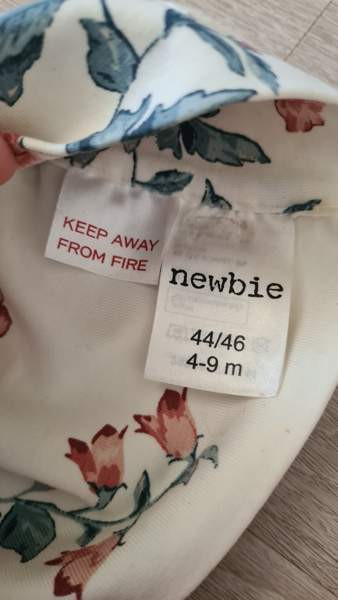 KEEP AWAY
FROM FIRE
newbie
44/46
4-9 m